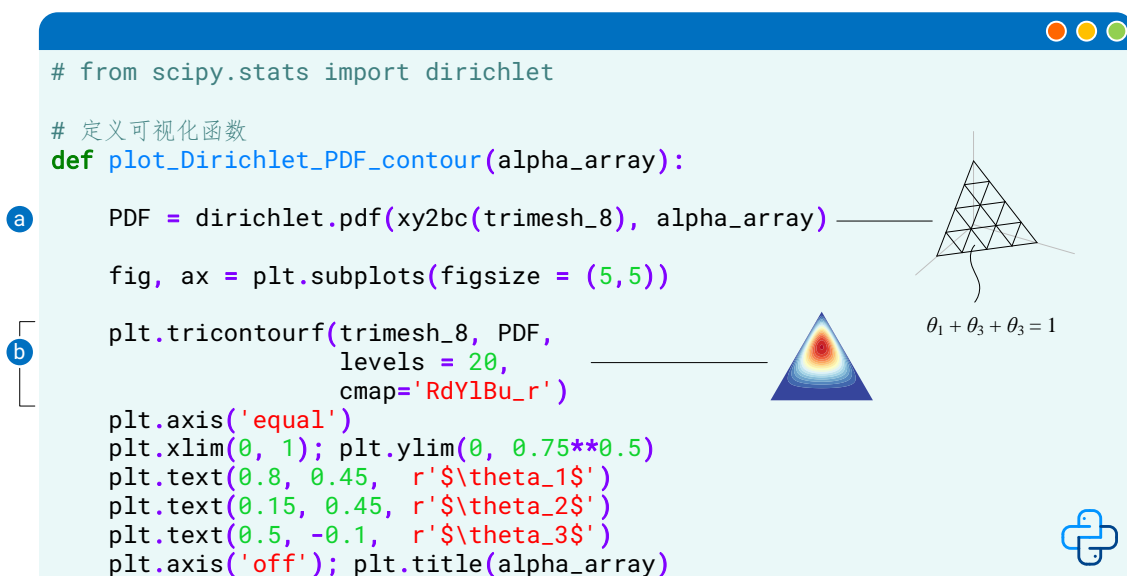 # from scipy.stats import dirichlet
# 定义可视化函数
def plot_Dirichlet_PDF_contour(alpha_array):
a
PDF = dirichlet.pdf(xy2bc(trimesh_8), alpha_array)
fig, ax = plt.subplots(figsize = (5,5))
θ1 + θ3 + θ3 = 1
b
plt.tricontourf(trimesh_8, PDF,
levels = 20,
cmap='RdYlBu_r')
plt.axis('equal')
plt.xlim(0, 1); plt.ylim(0, 0.75**0.5)
plt.text(0.8, 0.45, r'$\theta_1$')
plt.text(0.15, 0.45, r'$\theta_2$')
plt.text(0.5, -0.1, r'$\theta_3$')
plt.axis('off'); plt.title(alpha_array)